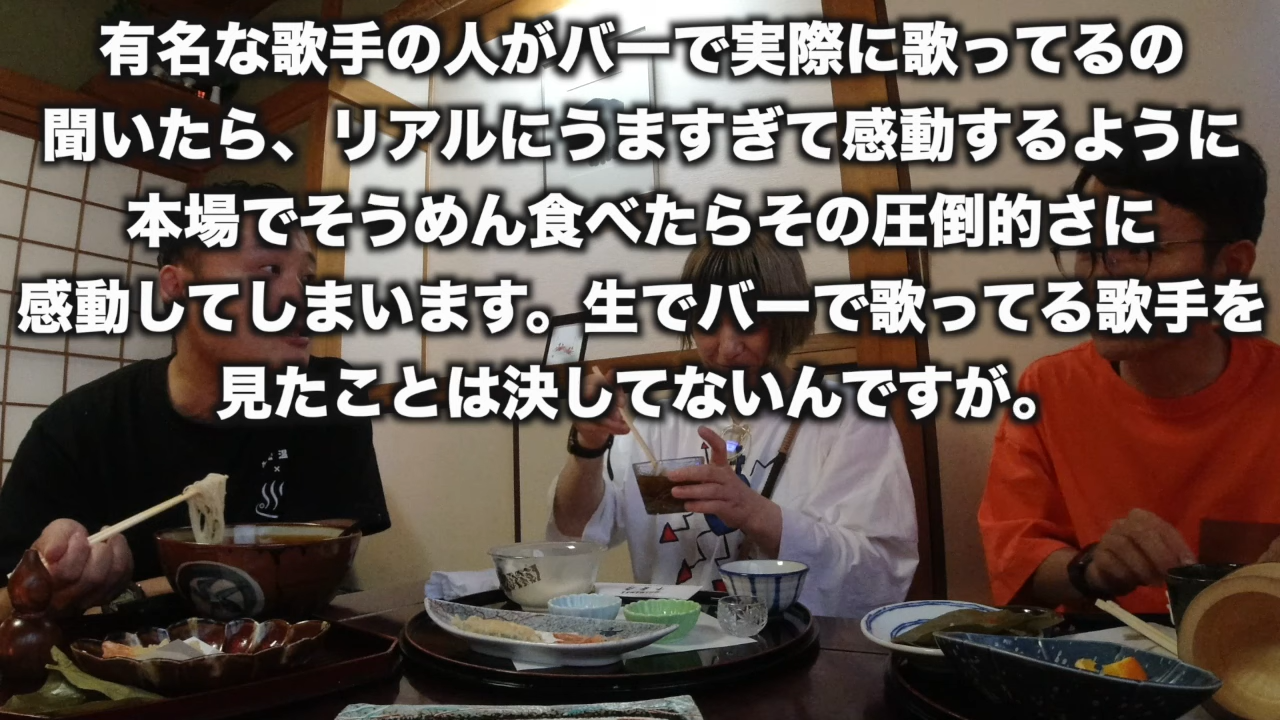 有名な歌手の人がバーで実際に歌ってるの
聞いたら、リアルにうますぎて感動するように
本場でそうめん食べたらその圧倒的さに
感動してしまいます。生でバーで歌ってる歌手を
見たことは決してないんですが。